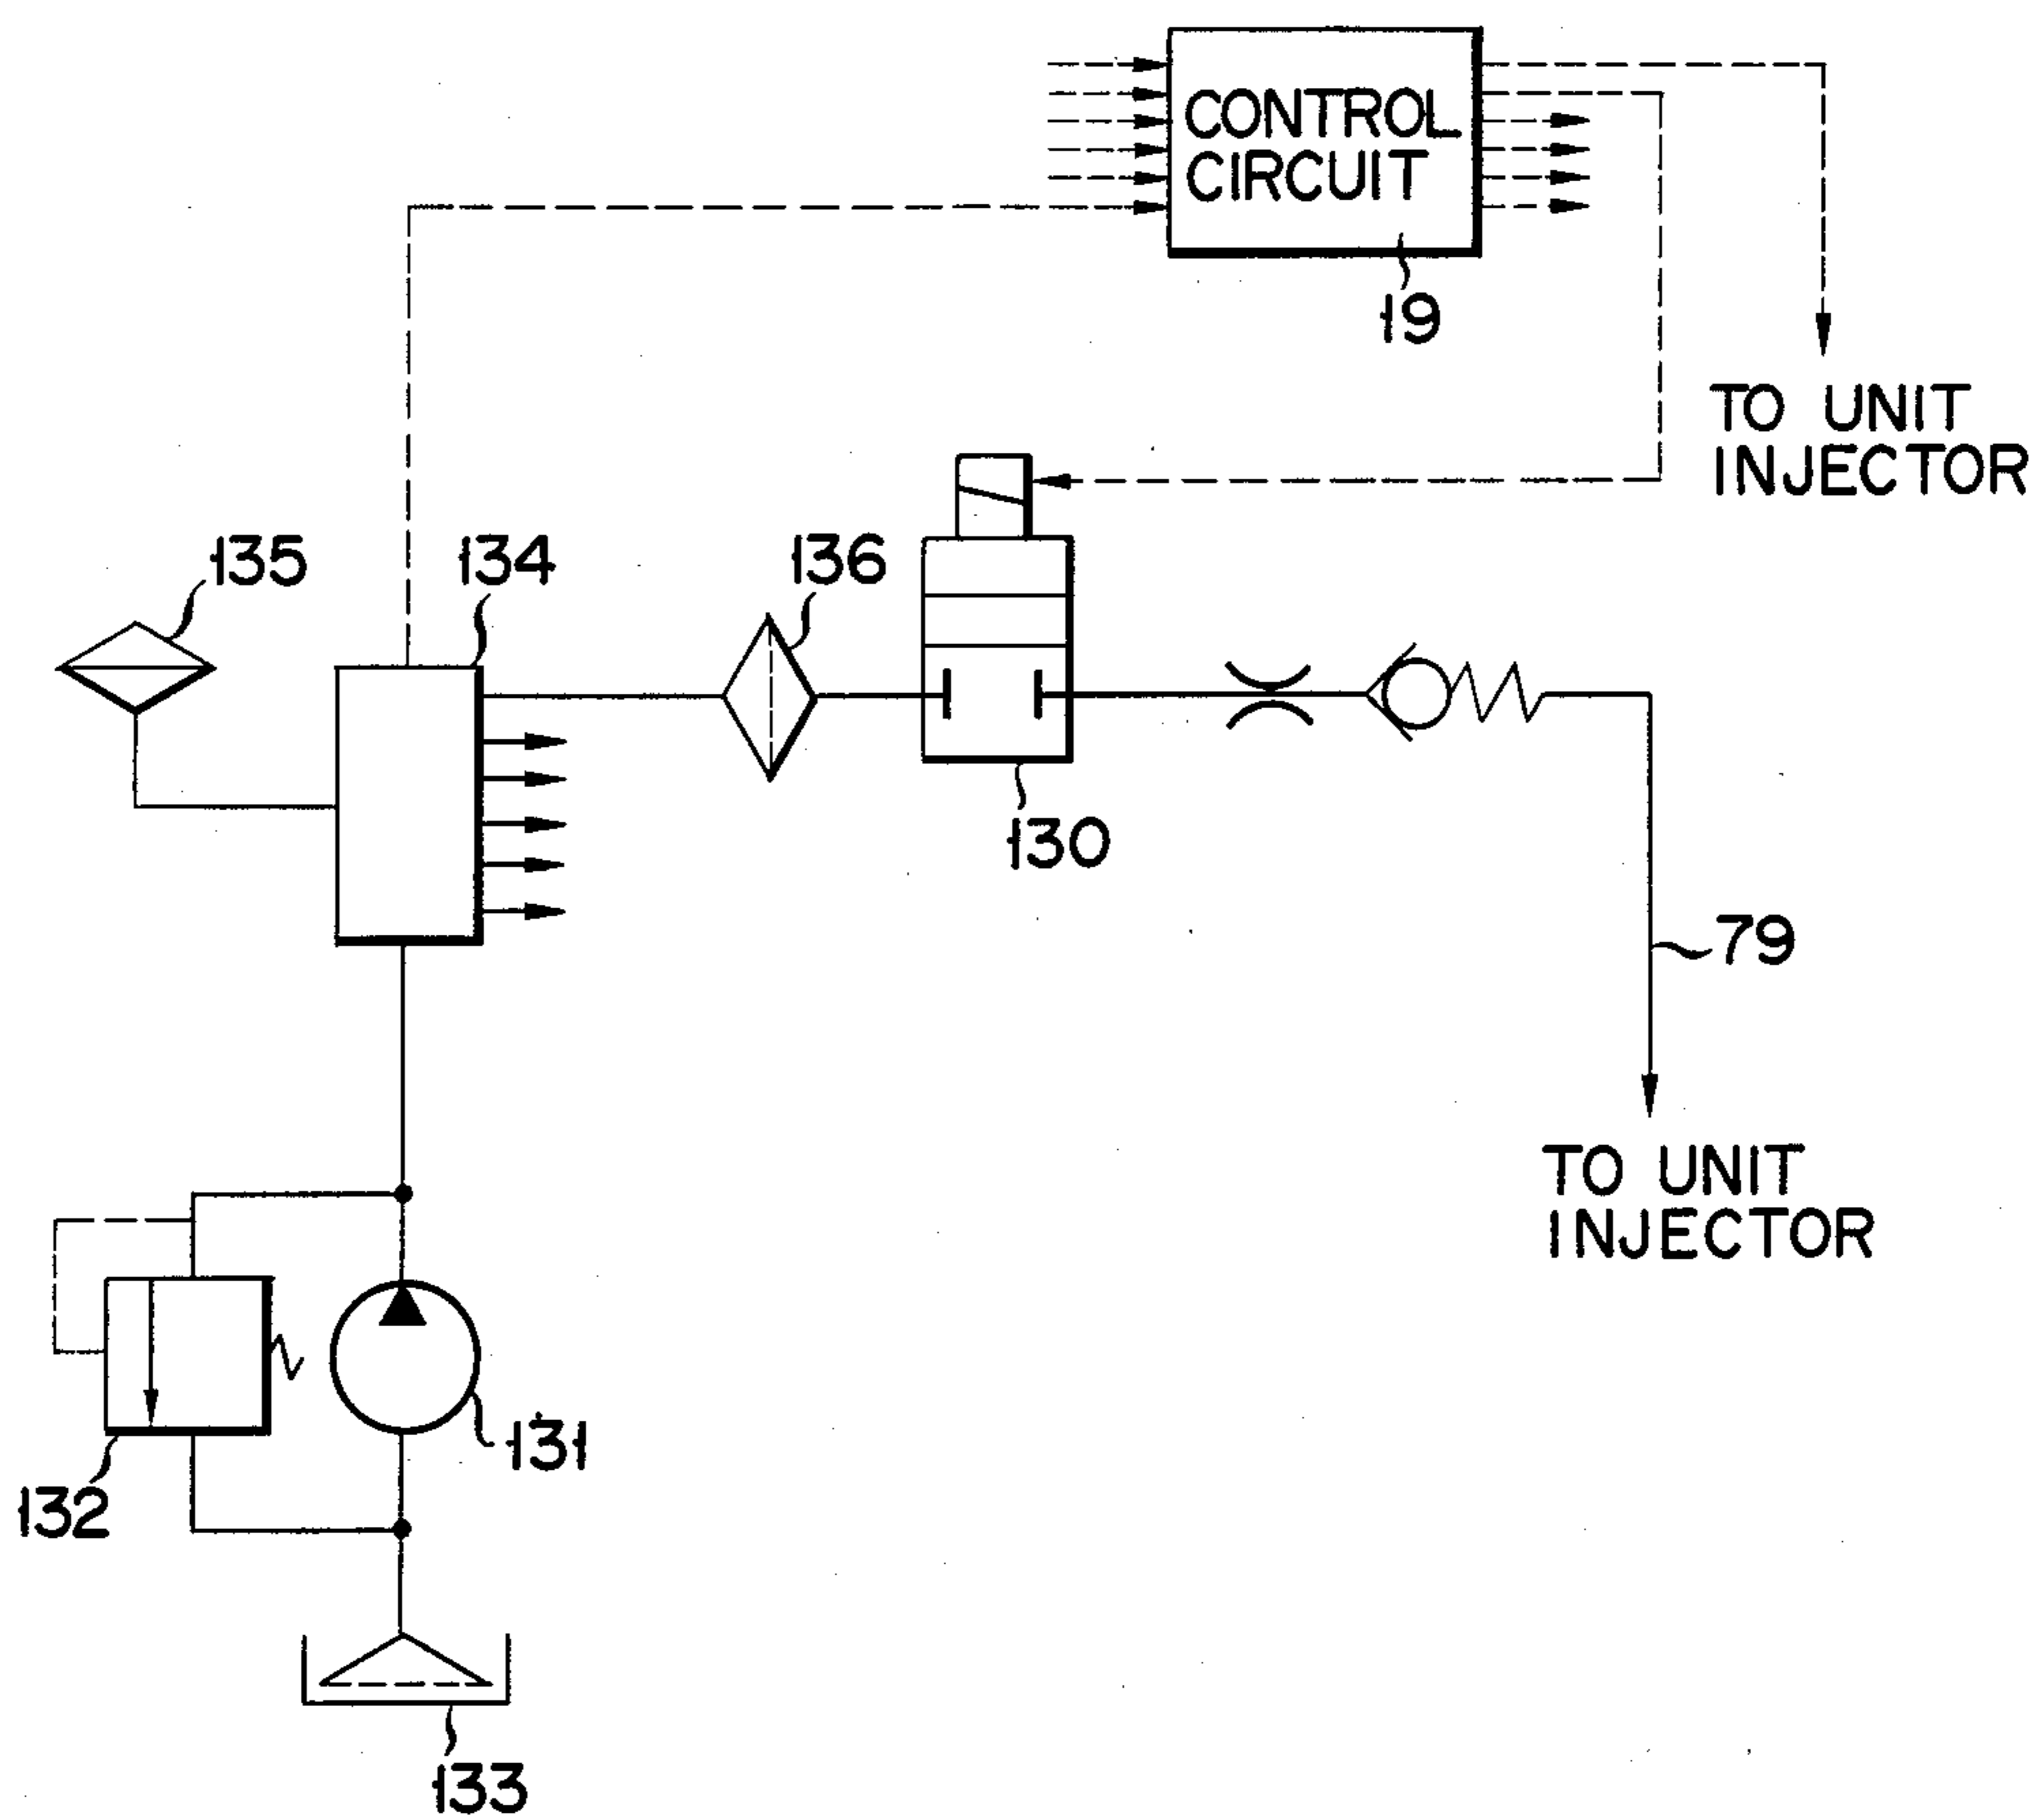 CONTROL
CIRCUIT
19
TO UNIT
INJECTOR
135
134
136
130
79
TO UNIT
INJECTOR
131
132
133